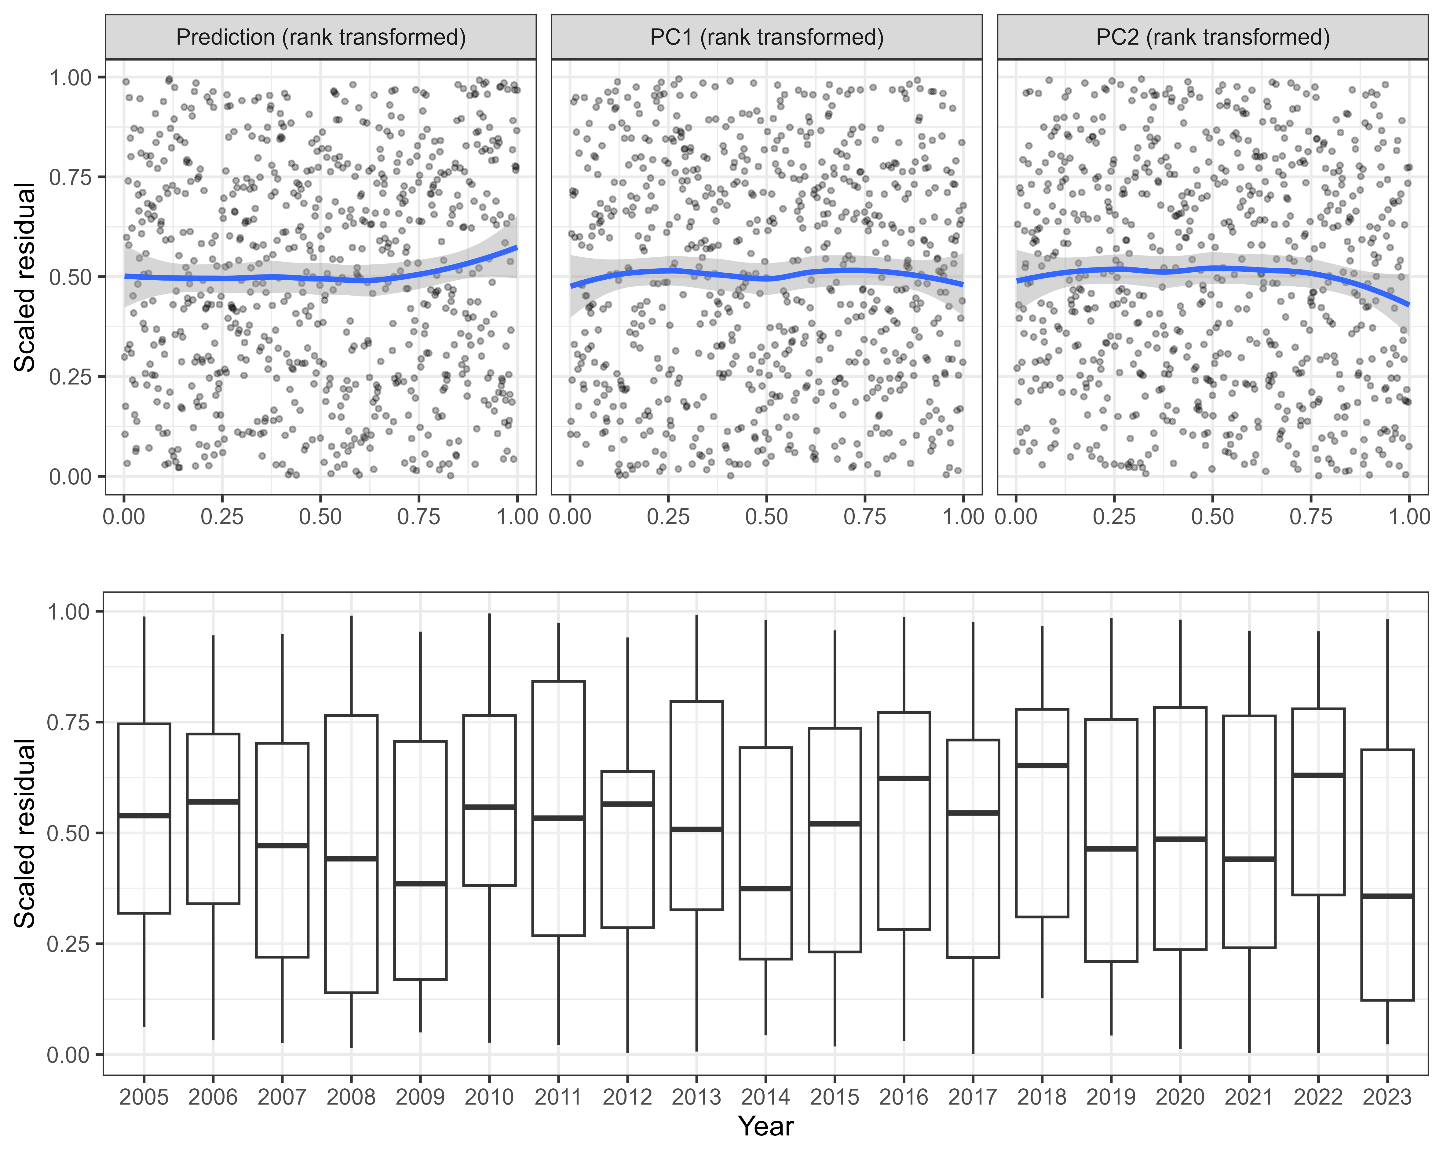 Prediction (rank transformed) PC1 (rank transformed) PC2 (rank transformed)
Scaled residual
1.00
0.75
0.50
0.25
0.00
0.00 0.25 0.50 0.75 1.00 0.00 0.25 0.50 0.75 1.00 0.00 0.25 0.50 0.75 1.00
Scaled residual
1.00
0.75
0.50
0.25
0.00
2005 2006 2007 2008 2009 2010 2011 2012 2013 2014 2015 2016 2017 2018 2019 2020 2021 2022 2023
Year